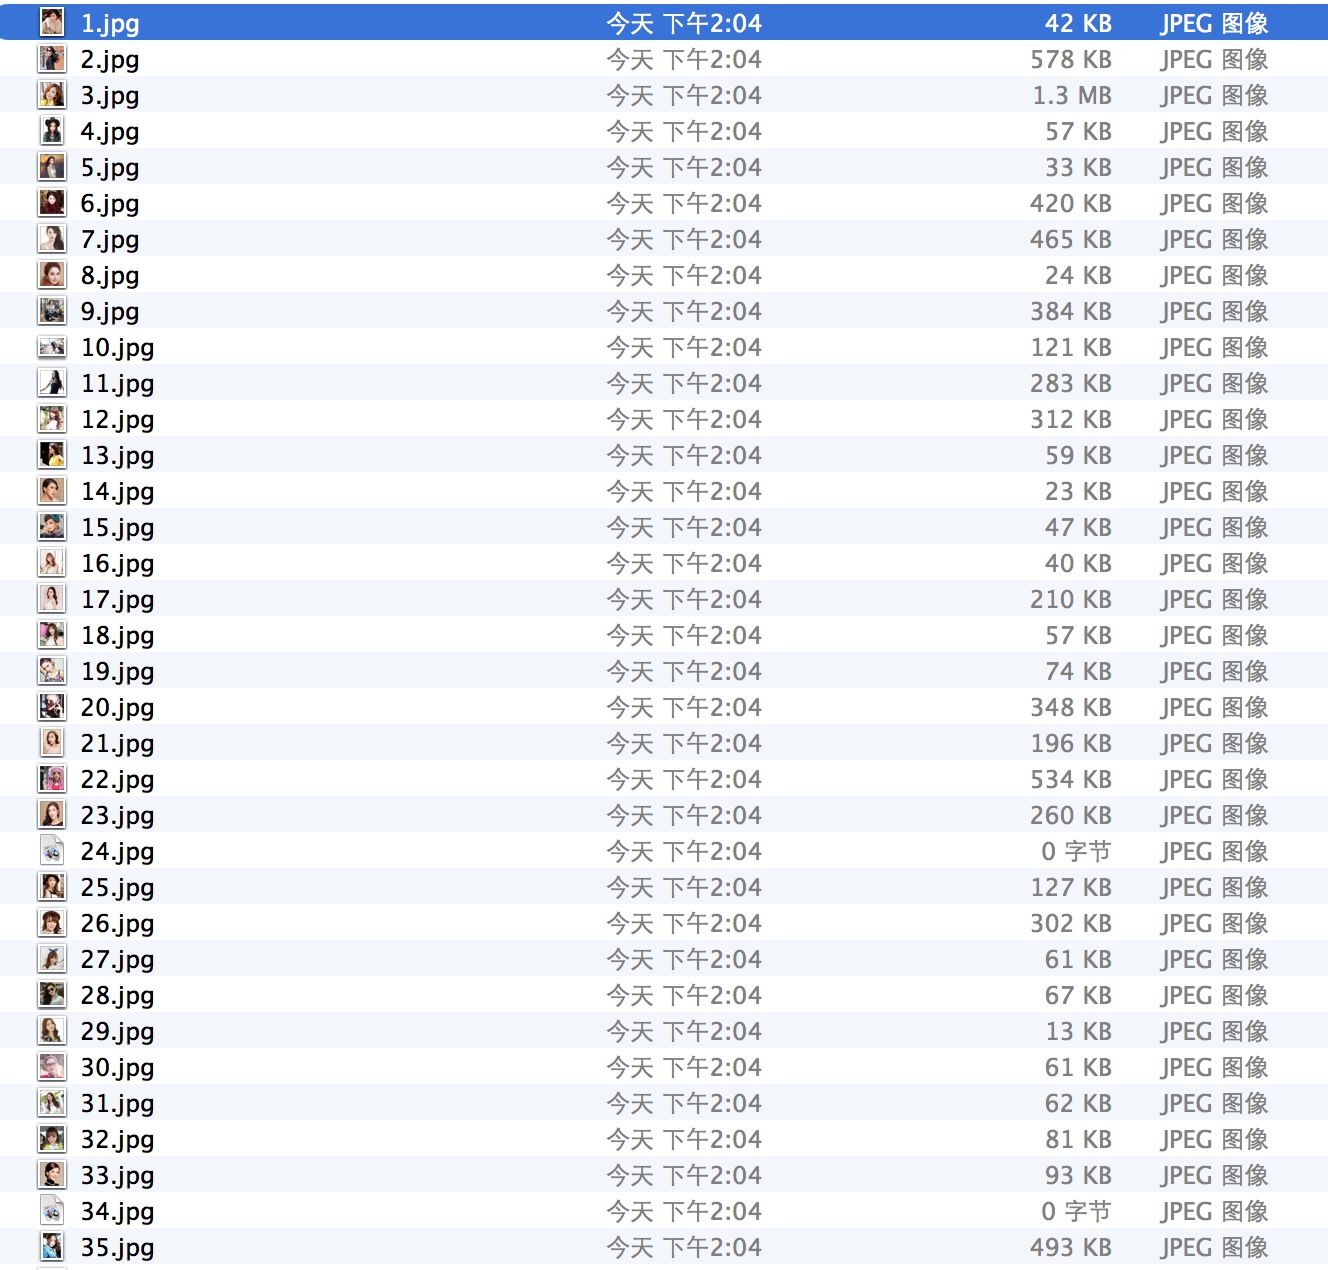 1.jpg 今天 下午2:04 42 KB JPEG 图像
2.jpg 今天 下午2:04 578 KB JPEG 图像
3.jpg 今天 下午2:04 1.3 MB JPEG 图像
4.jpg 今天 下午2:04 57 KB JPEG 图像
5.jpg 今天 下午2:04 33 KB JPEG 图像
6.jpg 今天 下午2:04 420 KB JPEG 图像
7.jpg 今天 下午2:04 465 KB JPEG 图像
8.jpg 今天 下午2:04 24 KB JPEG 图像
9.jpg 今天 下午2:04 384 KB JPEG 图像
10.jpg 今天 下午2:04 121 KB JPEG 图像
11.jpg 今天 下午2:04 283 KB JPEG 图像
12.jpg 今天 下午2:04 312 KB JPEG 图像
13.jpg 今天 下午2:04 59 KB JPEG 图像
14.jpg 今天 下午2:04 23 KB JPEG 图像
15.jpg 今天 下午2:04 47 KB JPEG 图像
16.jpg 今天 下午2:04 40 KB JPEG 图像
17.jpg 今天 下午2:04 210 KB JPEG 图像
18.jpg 今天 下午2:04 57 KB JPEG 图像
19.jpg 今天 下午2:04 74 KB JPEG 图像
20.jpg 今天 下午2:04 348 KB JPEG 图像
21.jpg 今天 下午2:04 196 KB JPEG 图像
22.jpg 今天 下午2:04 534 KB JPEG 图像
23.jpg 今天 下午2:04 260 KB JPEG 图像
24.jpg 今天 下午2:04 0 字节 JPEG 图像
25.jpg 今天 下午2:04 127 KB JPEG 图像
26.jpg 今天 下午2:04 302 KB JPEG 图像
27.jpg 今天 下午2:04 61 KB JPEG 图像
28.jpg 今天 下午2:04 67 KB JPEG 图像
29.jpg 今天 下午2:04 13 KB JPEG 图像
30.jpg 今天 下午2:04 61 KB JPEG 图像
31.jpg 今天 下午2:04 62 KB JPEG 图像
32.jpg 今天 下午2:04 81 KB JPEG 图像
33.jpg 今天 下午2:04 93 KB JPEG 图像
34.jpg 今天 下午2:04 0 字节 JPEG 图像
35.jpg 今天 下午2:04 493 KB JPEG 图像